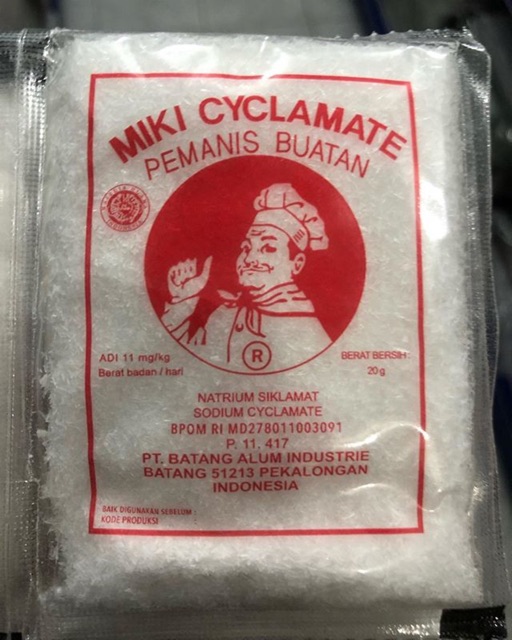 MIKI CYCLAMATE
PEMANIS BUATAN
®
ADI 11 mg/kg
Berat badan / hari
BERAT BERSIH :
20 g
NATRIUM SIKLAMAT
SODIUM CYCLAMATE
BPOM RI MD278011003091
P. 11. 417
PT. BATANG ALUM INDUSTRIE
BATANG 51213 PEKALONGAN
INDONESIA
BAIK DIGUNAKAN SEBELUM :
KODE PRODUKSI